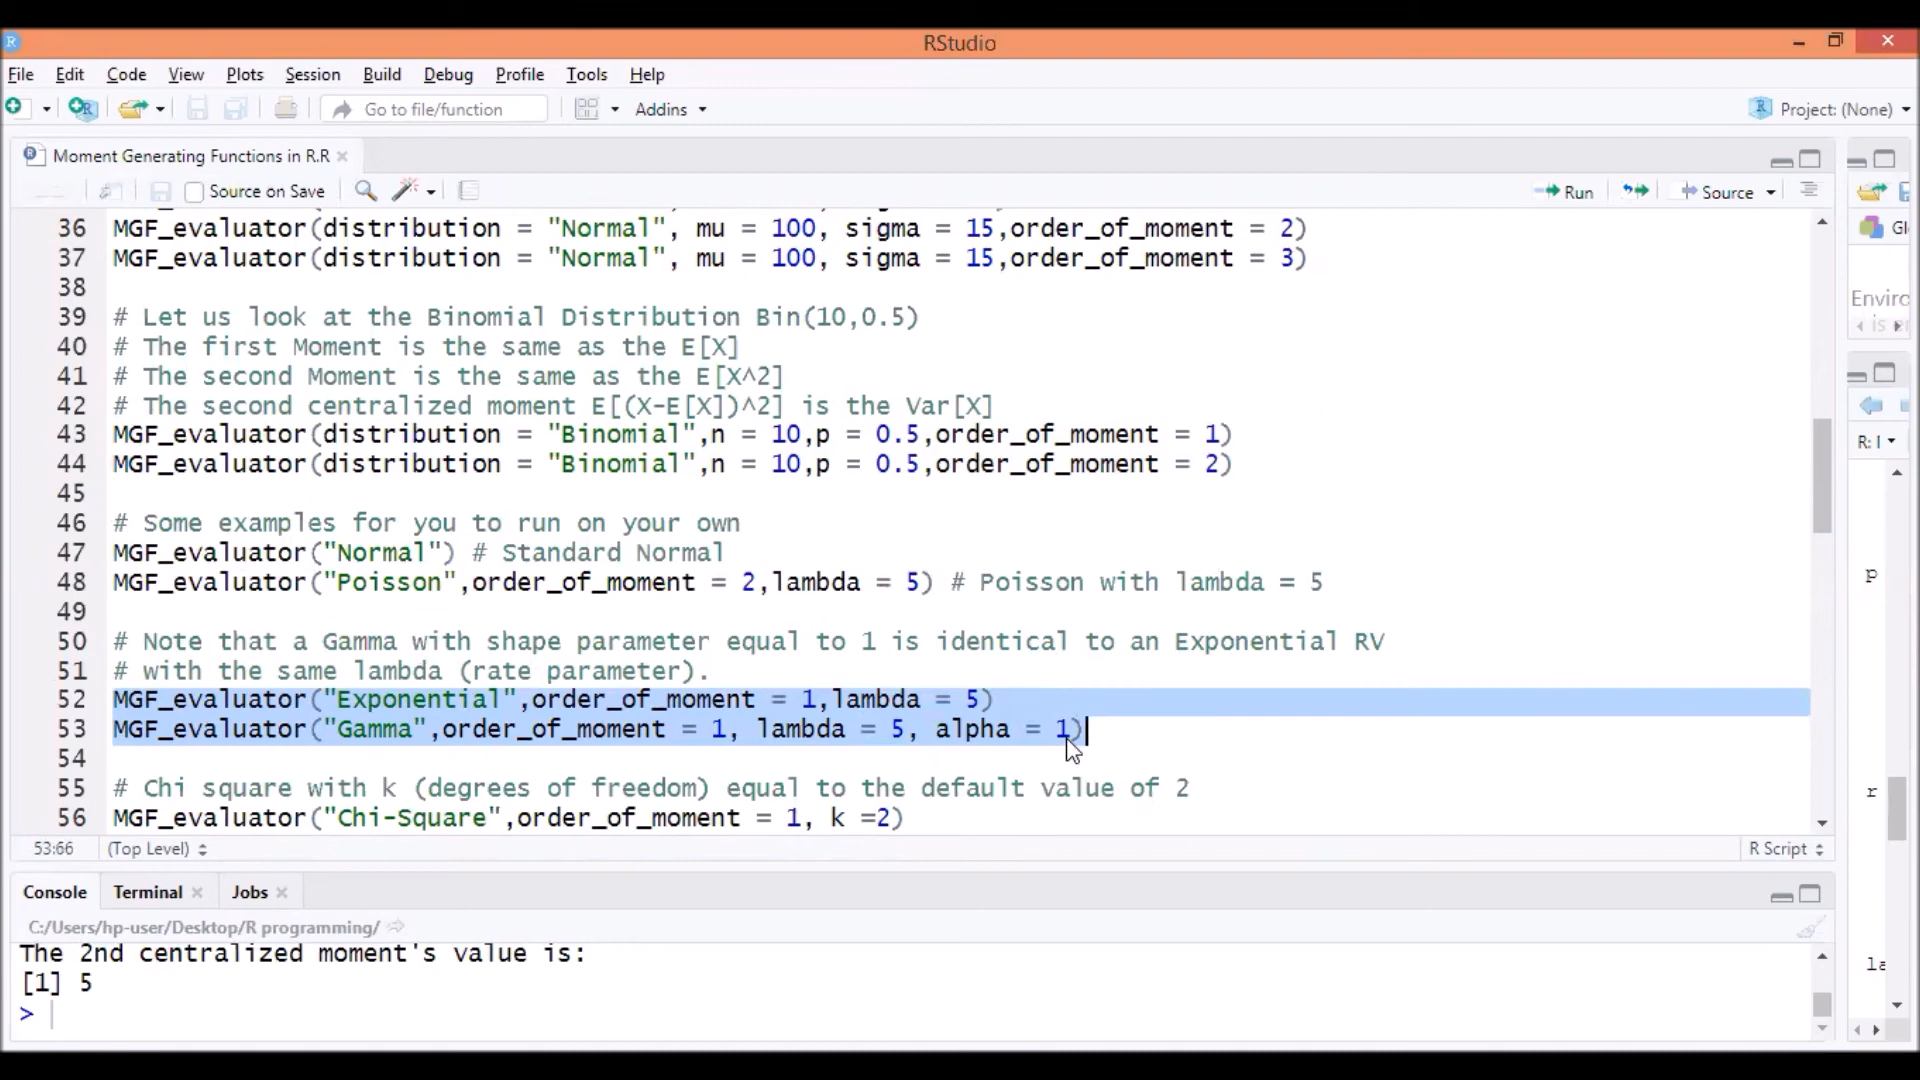 RStudio
File Edit Code View Plots Session Build Debug Profile Tools Help
Go to file/function Addins Project: (None)
Moment Generating Functions in R.R
Source on Save Run Source
36 MGF_evaluator(distribution = "Normal", mu = 100, sigma = 15,order_of_moment = 2)
37 MGF_evaluator(distribution = "Normal", mu = 100, sigma = 15,order_of_moment = 3)
38
39 # Let us look at the Binomial Distribution Bin(10,0.5)
40 # The first Moment is the same as the E[X]
41 # The second Moment is the same as the E[X^2]
42 # The second centralized moment E[(X-E[X])^2] is the Var[X]
43 MGF_evaluator(distribution = "Binomial",n = 10,p = 0.5,order_of_moment = 1)
44 MGF_evaluator(distribution = "Binomial",n = 10,p = 0.5,order_of_moment = 2)
45
46 # Some examples for you to run on your own
47 MGF_evaluator("Normal") # Standard Normal
48 MGF_evaluator("Poisson",order_of_moment = 2,lambda = 5) # Poisson with lambda = 5
49
50 # Note that a Gamma with shape parameter equal to 1 is identical to an Exponential RV
51 # with the same lambda (rate parameter).
52 MGF_evaluator("Exponential",order_of_moment = 1,lambda = 5)
53 MGF_evaluator("Gamma",order_of_moment = 1, lambda = 5, alpha = 1)
54
55 # Chi square with k (degrees of freedom) equal to the default value of 2
56 MGF_evaluator("Chi-Square",order_of_moment = 1, k =2)
53:66 (Top Level) R Script
Console Terminal Jobs
C:/Users/hp-user/Desktop/R programming/
The 2nd centralized moment's value is:
[1] 5
>
Gl
Enviro
is
R:
p
r
la